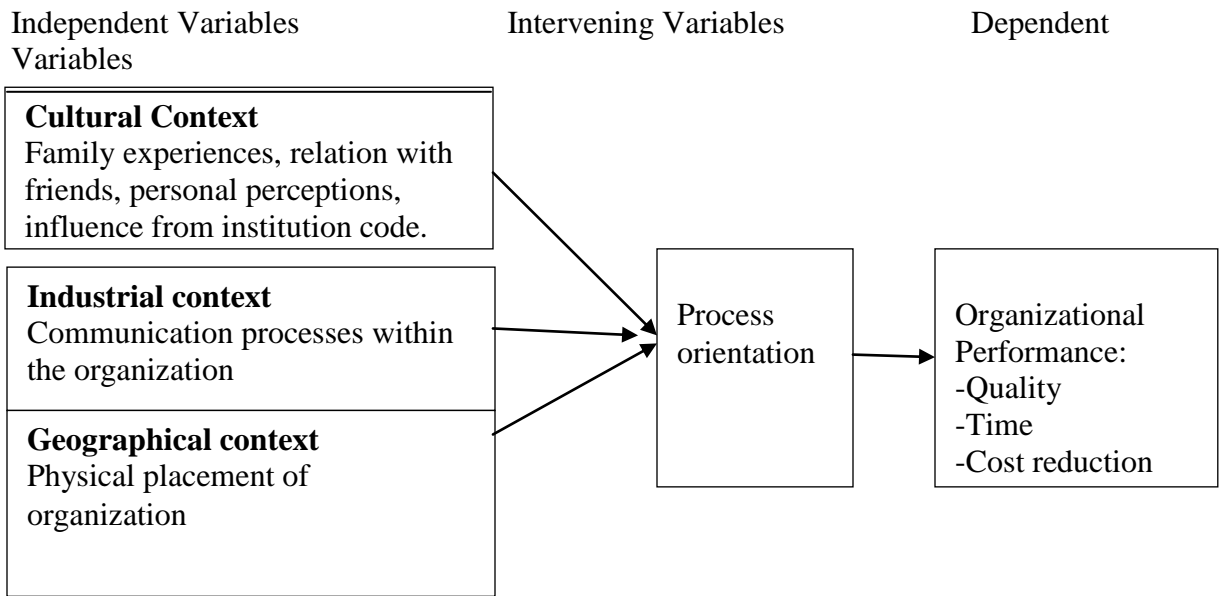 Independent Variables Intervening Variables Dependent
Variables
Cultural Context
Family experiences, relation with
friends, personal perceptions,
influence from institution code.
Industrial context
Communication processes within
the organization
Geographical context
Physical placement of
organization
Process
orientation
Organizational
Performance:
-Quality
-Time
-Cost reduction